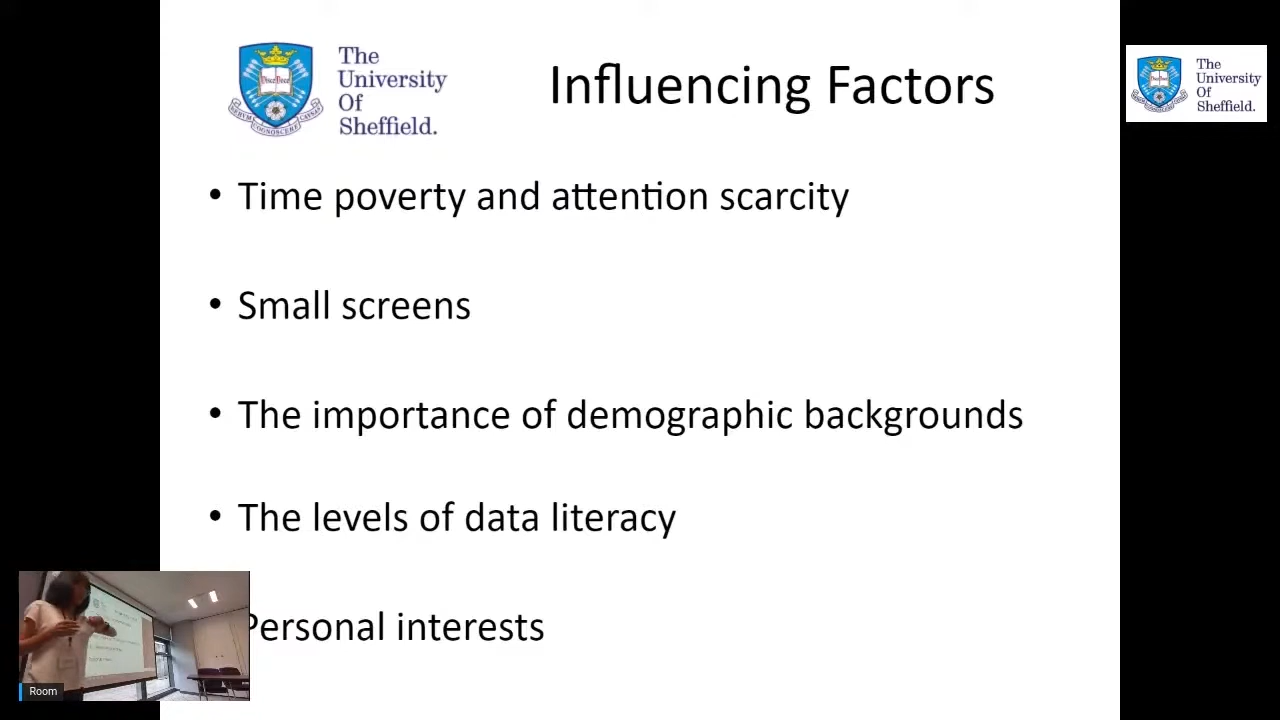 The
University
Of
Sheffield.
Influencing Factors
The
University
Of
Sheffield.
• Time poverty and attention scarcity
• Small screens
• The importance of demographic backgrounds
• The levels of data literacy
Personal interests
Room